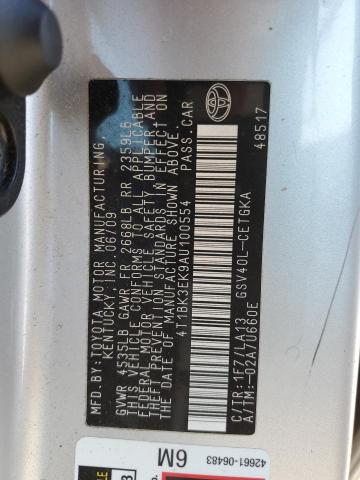 MFD. BY:
TOYOTA MOTOR MANUFACTURING,
KENTUCKY, INC. 06/09
GVWR 4535LB GAWR FR 2668LB RR 2359LB
THIS VEHICLE CONFORMS TO ALL APPLICABLE
FEDERAL MOTOR VEHICLE SAFETY BUMPER AND
THEFT PREVENTION STANDARDS IN EFFECT ON
DATE OF MANUFACTURE SHOWN ABOVE.
4T1BK3EK9AU100554 PASS.CAR
C/TR:1F7/LA13 GSV40L-CETGKA
A/TM:-02A/U660E 48517
TOYOTA
42661-06483
6M